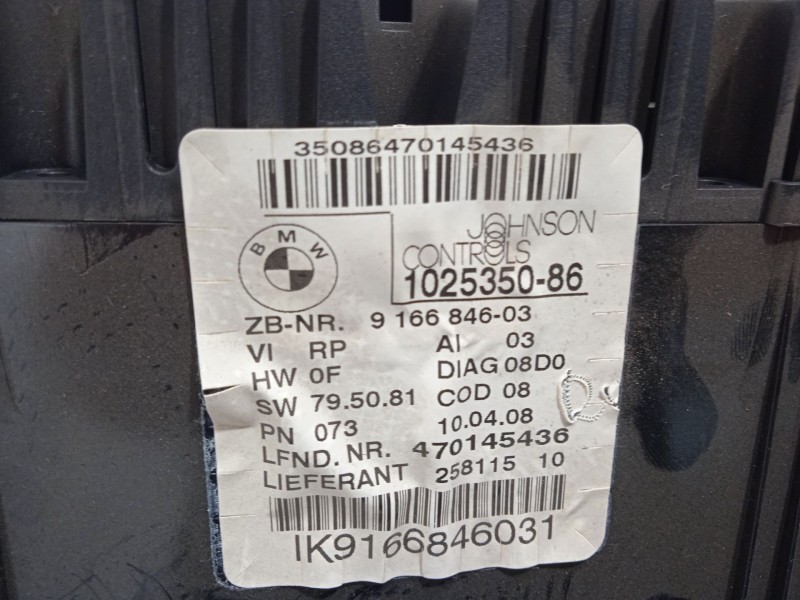 35086470145436
BMW
JOHNSON
CONTROLS
1025350-86
ZB-NR. 9 166 846-03
VI RP AI 03
HW 0F DIAG 08D0
SW 79.50.81 COD 08
PN 073 10.04.08
LFND. NR. 470145436
LIEFERANT 258115 10
IK9166846031